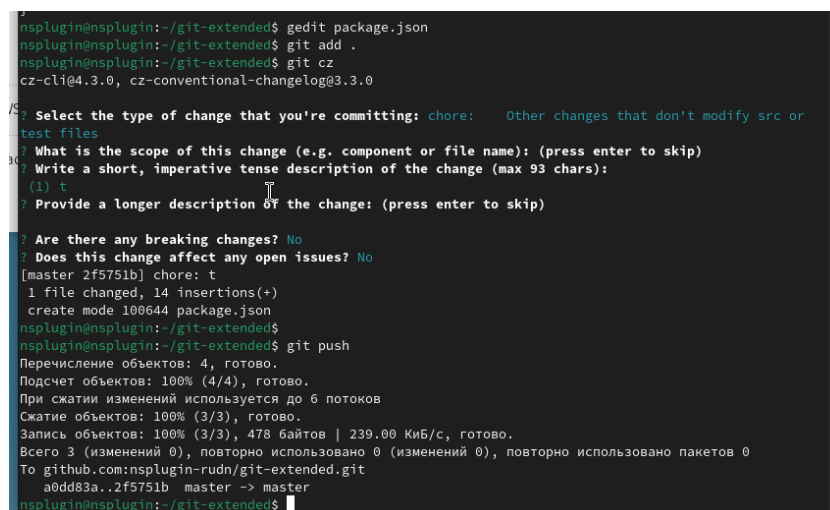 nsplugin@nsplugin:~/git-extended$ gedit package.json
nsplugin@nsplugin:~/git-extended$ git add .
nsplugin@nsplugin:~/git-extended$ git cz
cz-cli@4.3.0, cz-conventional-changelog@3.3.0
? Select the type of change that you're committing: chore:    Other changes that don't modify src or
test files
? What is the scope of this change (e.g. component or file name): (press enter to skip)
? Write a short, imperative tense description of the change (max 93 chars):
 (1) t
? Provide a longer description of the change: (press enter to skip)
? Are there any breaking changes? No
? Does this change affect any open issues? No
[master 2f5751b] chore: t
 1 file changed, 14 insertions(+)
 create mode 100644 package.json
nsplugin@nsplugin:~/git-extended$
nsplugin@nsplugin:~/git-extended$ git push
Перечисление объектов: 4, готово.
Подсчет объектов: 100% (4/4), готово.
При сжатии изменений используется до 6 потоков
Сжатие объектов: 100% (3/3), готово.
Запись объектов: 100% (3/3), 478 байтов | 239.00 КиБ/с, готово.
Всего 3 (изменений 0), повторно использовано 0 (изменений 0), повторно использовано пакетов 0
To github.com:nsplugin-rudn/git-extended.git
   a0dd83a..2f5751b  master -> master
nsplugin@nsplugin:~/git-extended$